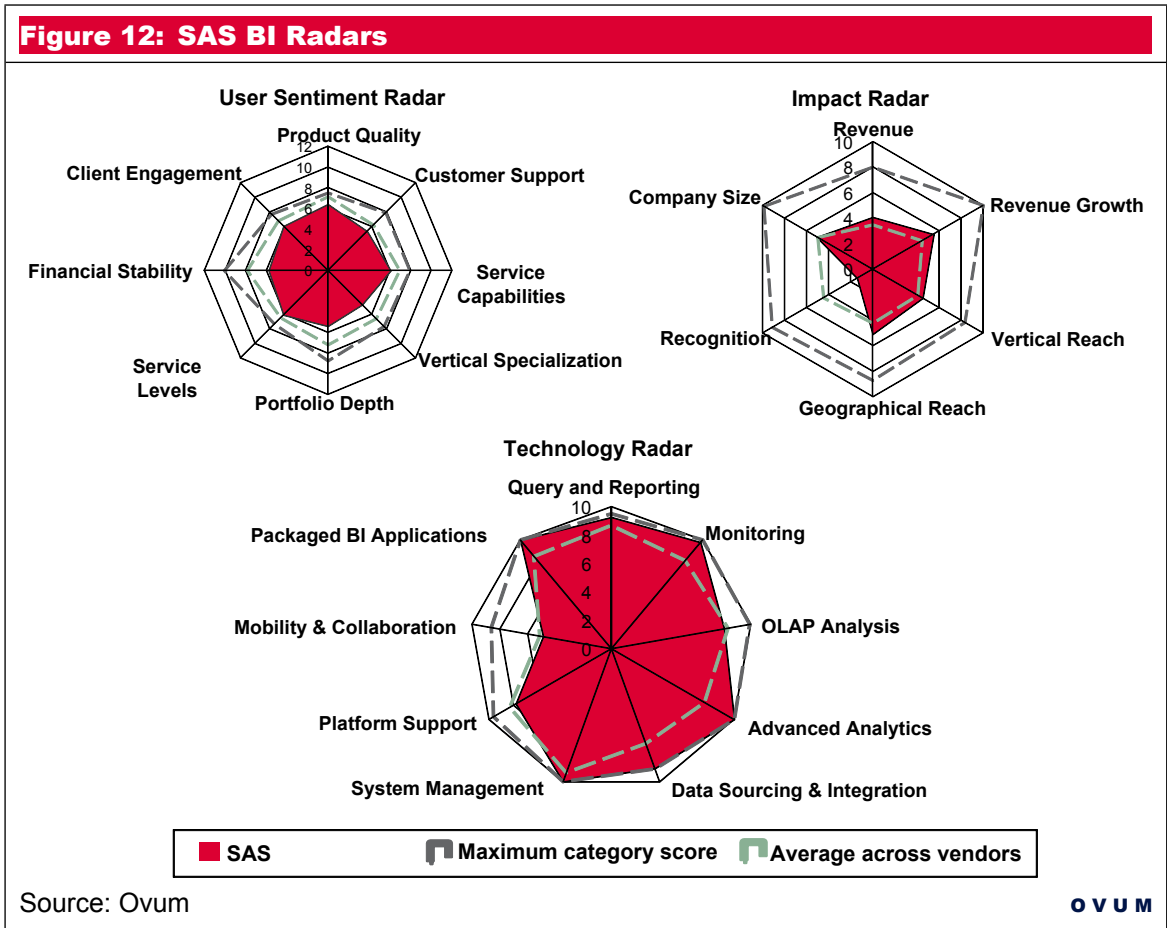 Figure 12: SAS BI Radars
User Sentiment Radar
Product Quality
Customer Support
Service
Capabilities
Vertical Specialization
Portfolio Depth
Service
Levels
Financial Stability
Client Engagement
12
10
8
6
4
2
0
Impact Radar
Revenue
Revenue Growth
Vertical Reach
Geographical Reach
Recognition
Company Size
10
8
6
4
2
0
Technology Radar
Query and Reporting
Monitoring
OLAP Analysis
Advanced Analytics
Data Sourcing & Integration
System Management
Platform Support
Mobility & Collaboration
Packaged BI Applications
10
8
6
4
2
0
SAS
Maximum category score
Average across vendors
Source: Ovum
OVUM